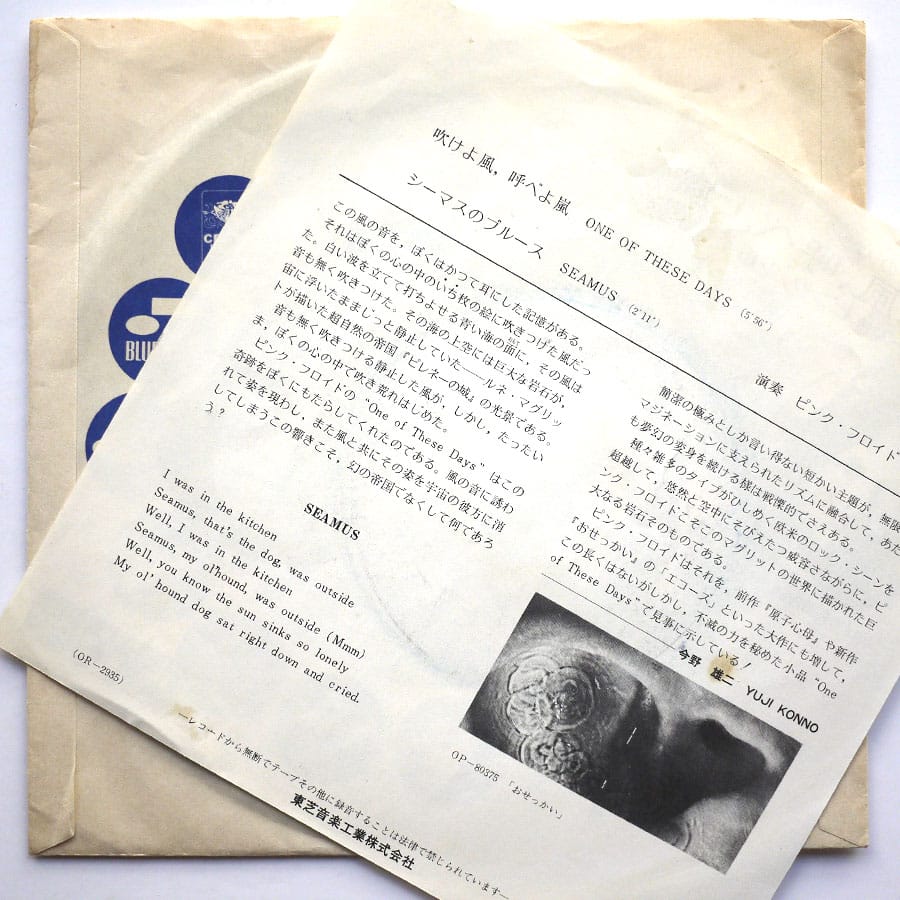 吹けよ風，呼べよ嵐 ONE OF THESE DAYS (5'56")
シーマスのブルース SEAMUS (2'11")
演奏 ピンク・フロイド
この風の音を，ぼくはかつて耳にした記憶がある。
それはぼくの心の中のいち枚の絵に吹きつけた風だっ
た。白い波を立てて打ちよせる青い海の面に，その風は
音も無く吹きつけた。その海の上空には巨大な岩石が，
宙に浮いたままじっと静止していた――ルネ・マグリッ
トが描いた超自然の帝国『ピレネーの城』の光景である。
音も無く吹きつける静止した風が，しかし，たったい
ま，ぼくの心の中で吹き荒れはじめた。
ピンク・フロイドの "One of These Days" はこの
奇跡をぼくにもたらしてくれたのである。風の音に誘わ
れて姿を現わし，また風と共にその姿を宇宙の彼方に消
してしまうこの響きこそ，幻の帝国でなくして何であろ
う？
簡潔の極みとしか言い得ない短かい主題が，無限
マジネーションに支えられたリズムに融合して，あた
も夢幻の変身を続ける様は戦慄的でさえある。
種々雑多のタイプがひしめく欧米のロック・シーンを
超越して，悠然と空中にそびえたつ威容さながらに，ピ
ンク・フロイドこそこのマグリットの世界に描かれた巨
大なる岩石そのものである。
ピンク・フロイドはそれを，前作『原子心母』や新作
『おせっかい』の「エコーズ」といった大作にも増して，
この長くはないがしかし，不滅の力を秘めた小品 "One
of These Days" で見事に示している！
今野 雄二 YUJI KONNO
SEAMUS
I was in the kitchen
Seamus, that's the dog, was outside
Well, I was in the kitchen
Seamus, my ol'hound, was outside (Mmm)
Well, you know the sun sinks so lonely
My ol' hound dog sat right down and cried.
(OR－2935)
OP－80375 「おせっかい」
―レコードから無断でテープその他に録音することは法律で禁じられています―
東芝音楽工業株式会社
BLUE